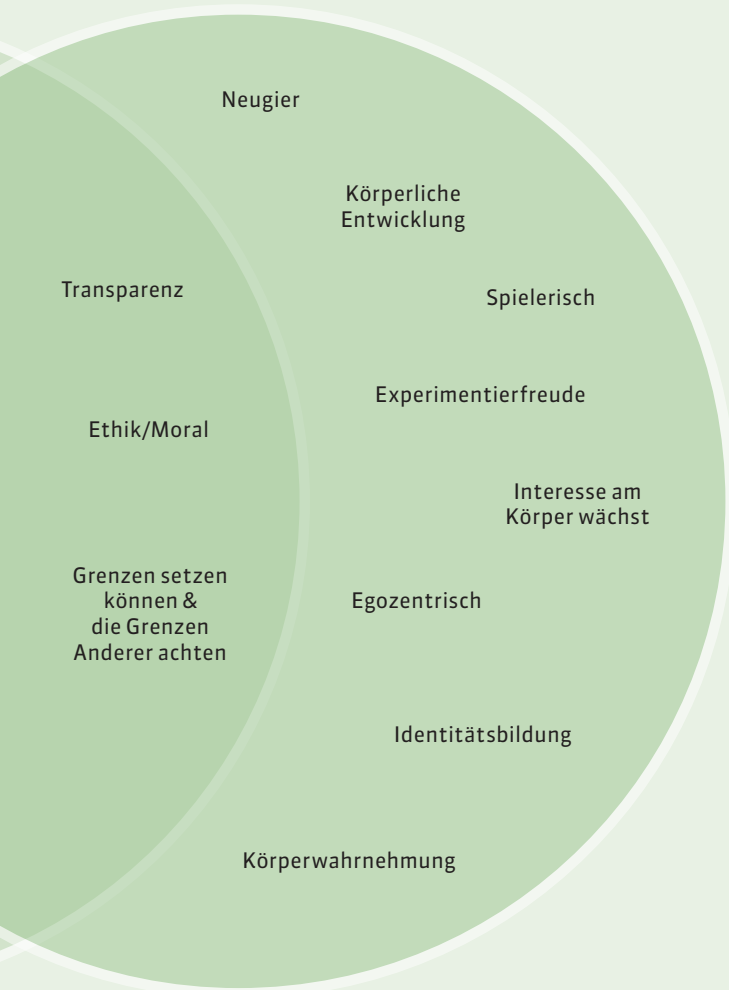 Neugier
Körperliche
Entwicklung
Transparenz
Spielerisch
Experimentierfreude
Ethik/Moral
Interesse am
Körper wächst
Grenzen setzen
können &
die Grenzen
Anderer achten
Egozentrisch
Identitätsbildung
Körperwahrnehmung